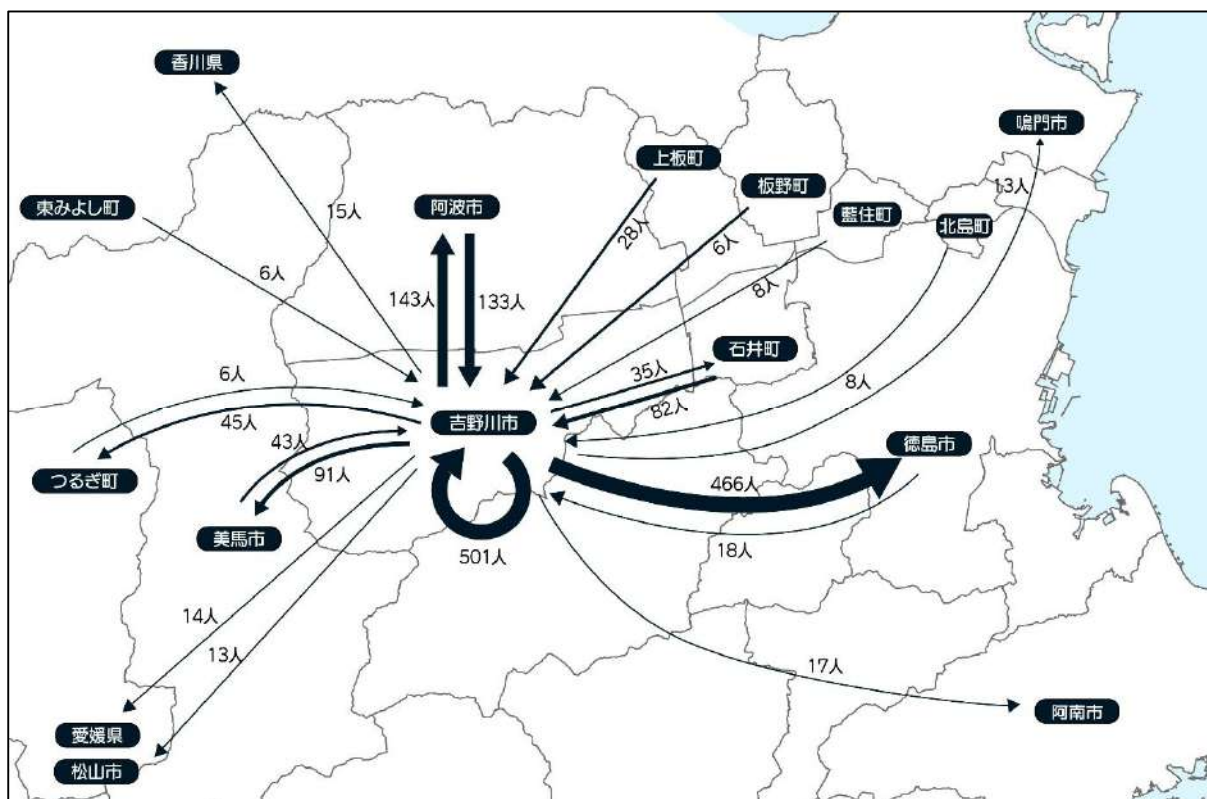 香川県
鳴門市
上板町
板野町
東みよし町
阿波市
藍住町
北島町
13人
15人
28人
6人
6人
8人
143人
133人
石井町
35人
6人
8人
82人
45人
吉野川市
43人
徳島市
つるぎ町
91人
466人
美馬市
501人
18人
14人
13人
17人
阿南市
愛媛県
松山市